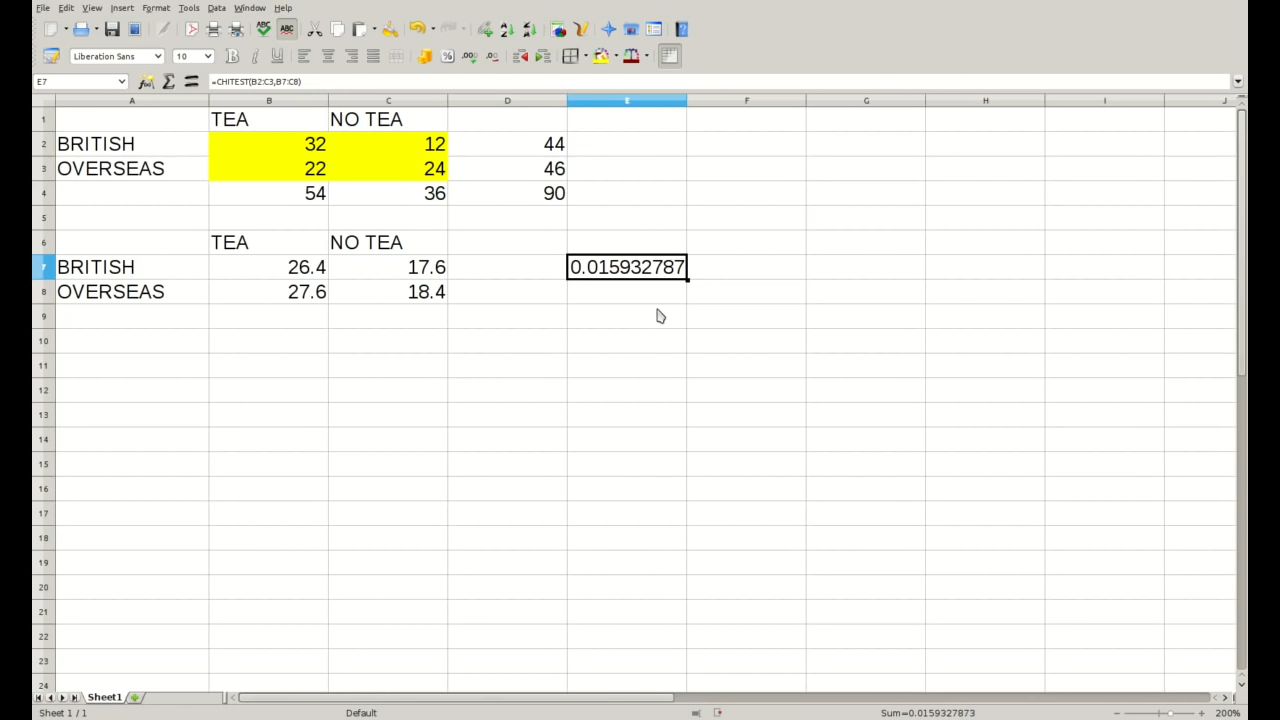 File Edit View Insert Format Tools Data Window Help
Liberation Sans 10
E7 =CHITEST(B2:C3,B7:C8)
A B C D E F G H I J
1 TEA NO TEA
2 BRITISH 32 12 44
3 OVERSEAS 22 24 46
4 54 36 90
5
6 TEA NO TEA
7 BRITISH 26.4 17.6 0.015932787
8 OVERSEAS 27.6 18.4
9
10
11
12
13
14
15
16
17
18
19
20
21
22
23
24
Sheet1
Sheet 1 / 1 Default Sum=0.0159327873 200%